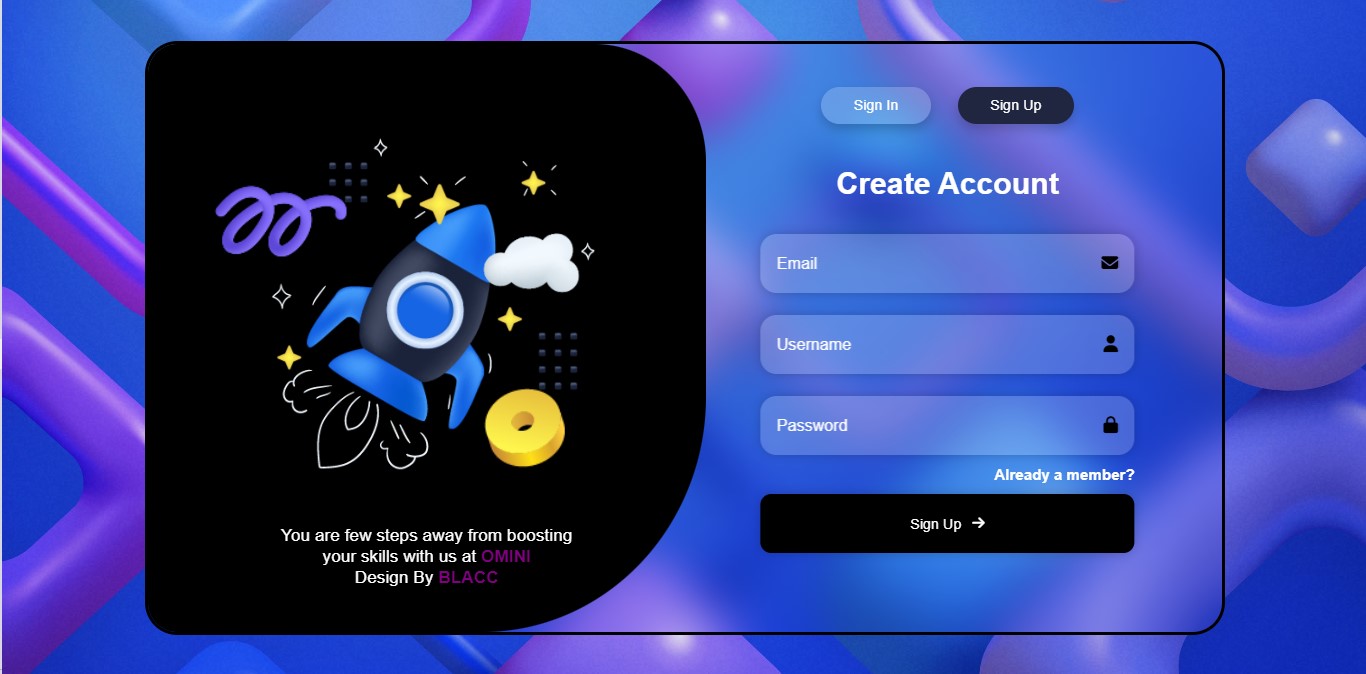 Sign In
Sign Up
Create Account
Email
Username
Password
Already a member?
Sign Up
You are few steps away from boosting
your skills with us at OMINI
Design By BLACC